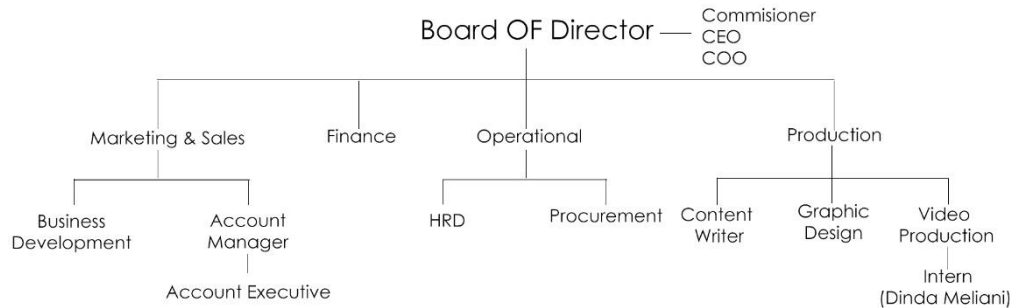 Board OF Director
Commisioner
CEO
COO
Marketing & Sales
Finance
Operational
Production
Business
Development
Account
Manager
HRD
Procurement
Content
Writer
Graphic
Design
Video
Production
Account Executive
Intern
(Dinda Meliani)